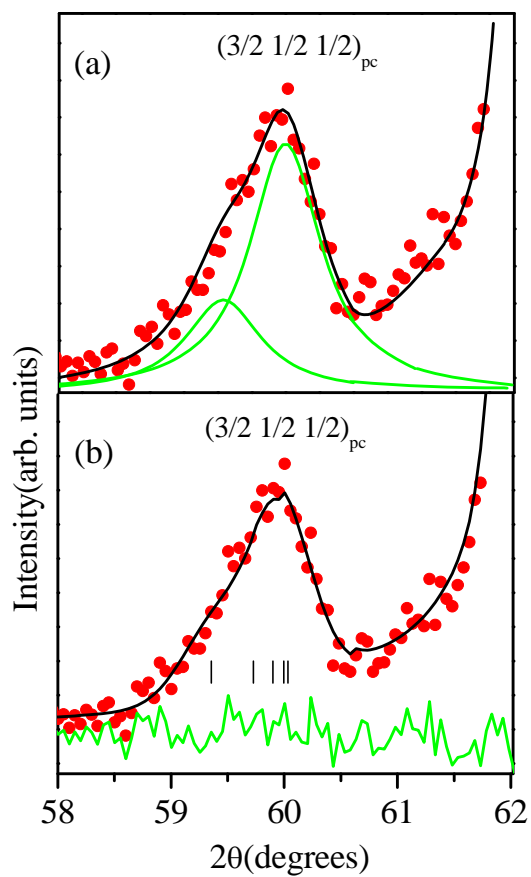 (a)
(3/2 1/2 1/2)pc
(b)
(3/2 1/2 1/2)pc
Intensity(arb. units)
58 59 60 61 62
2θ(degrees)